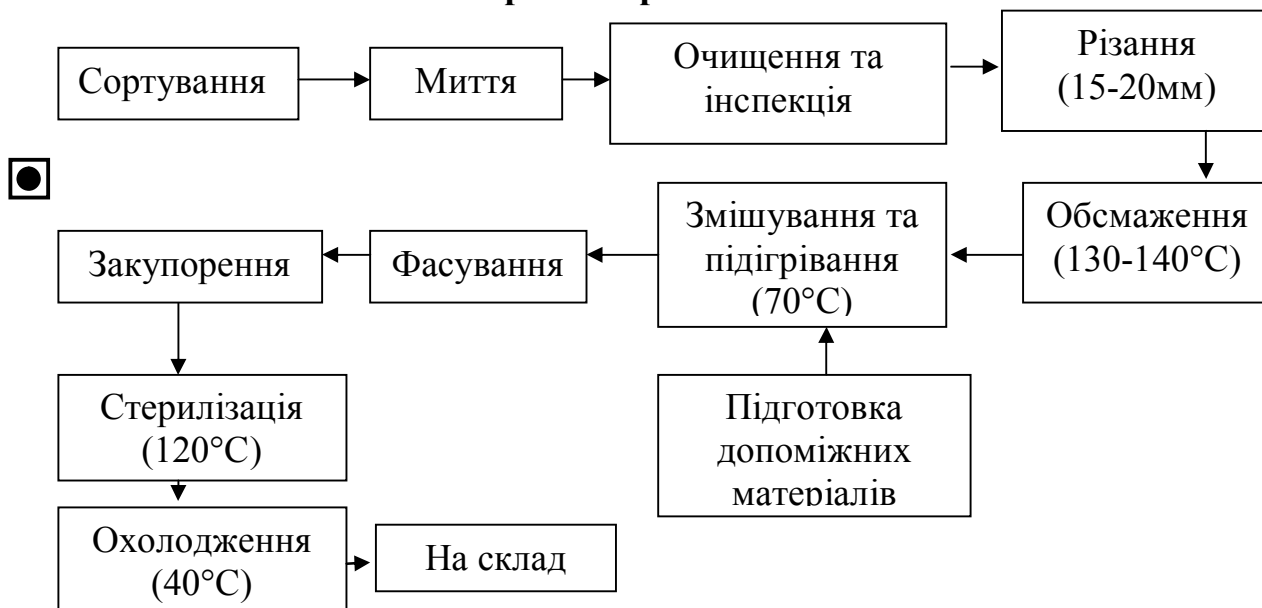 Сортування
Миття
Очищення та
інспекція
Різання
(15-20мм)
Обсмаження
(130-140°С)
Змішування та
підігрівання
(70°С)
Фасування
Закупорення
Підготовка
допоміжних
матеріалів
Стерилізація
(120°С)
Охолодження
(40°С)
На склад